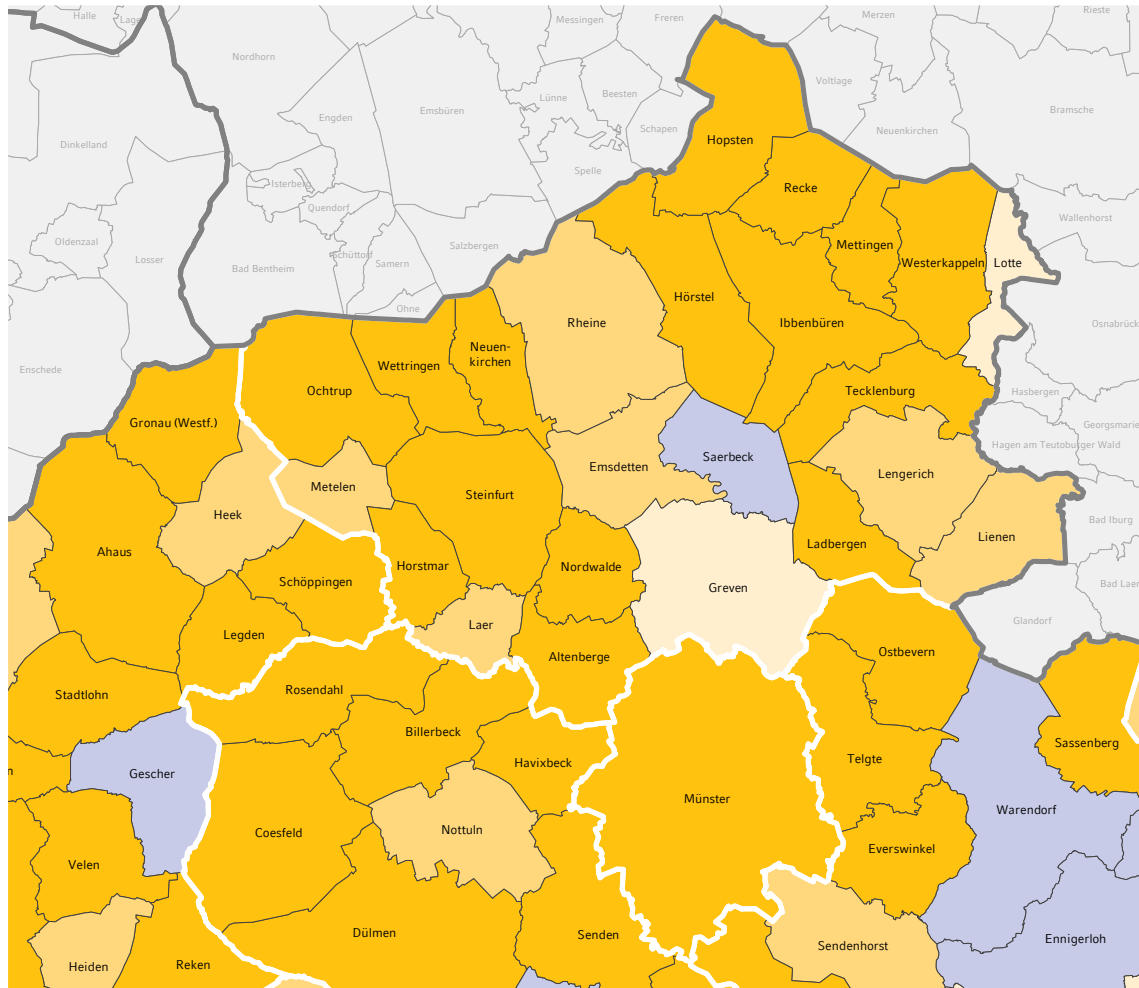 Halle
Lage
Messingen
Freren
Merzen
Rieste
Nordhorn
Lünne
Beesten
Voltlage
Bramsche
Emsbüren
Engden
Schapen
Neuenkirchen
Dinkelland
Hopsten
Spelle
Isterberg
Recke
Quendorf
Wallenhorst
Oldenzaal
Losser
Bad Bentheim
Schüttorf
Samern
Salzbergen
Mettingen
Westerkappeln
Lotte
Hörstel
Ohne
Rheine
Ibbenbüren
Osnabrück
Enschede
Neuen-
kirchen
Wettringen
Ochtrup
Tecklenburg
Hasbergen
Gronau (Westf.)
Georgsmarie
Hagen am Teutoburger Wald
Saerbeck
Emsdetten
Lengerich
Metelen
Steinfurt
Heek
Bad Iburg
Lienen
Ahaus
Ladbergen
Horstmar
Nordwalde
Schöppingen
Bad Laer
Greven
Glandorf
Laer
Legden
Ostbevern
Altenberge
Rosendahl
Stadtlohn
Billerbeck
Sassenberg
Havixbeck
Telgte
n
Gescher
Münster
Warendorf
Coesfeld
Nottuln
Everswinkel
Velen
Dülmen
Senden
Ennigerloh
Sendenhorst
Heiden
Reken